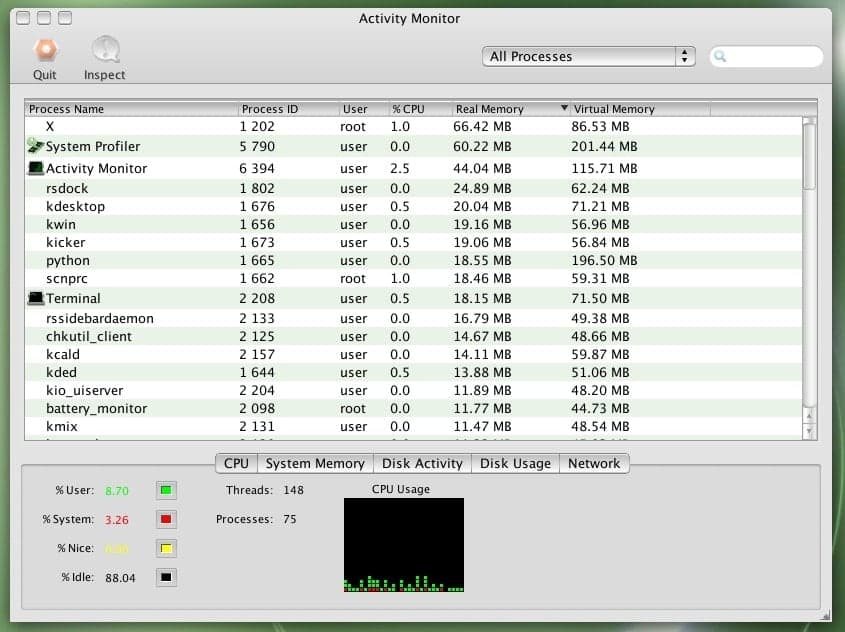 Activity Monitor
Quit Inspect All Processes
Process Name Process ID User % CPU Real Memory Virtual Memory
X 1 202 root 1.0 66.42 MB 86.53 MB
System Profiler 5 790 user 0.0 60.22 MB 201.44 MB
Activity Monitor 6 394 user 2.5 44.04 MB 115.71 MB
rsdock 1 802 user 0.0 24.89 MB 62.24 MB
kdesktop 1 676 user 0.5 20.04 MB 71.21 MB
kwin 1 656 user 0.0 19.16 MB 56.96 MB
kicker 1 673 user 0.5 19.06 MB 56.84 MB
python 1 665 user 0.0 18.55 MB 196.50 MB
scnprc 1 662 root 1.0 18.46 MB 59.31 MB
Terminal 2 208 user 0.5 18.15 MB 71.50 MB
rssidebardaemon 2 133 user 0.0 16.79 MB 49.38 MB
chkutil_client 2 125 user 0.0 14.67 MB 48.66 MB
kcald 2 157 user 0.0 14.11 MB 59.87 MB
kded 1 644 user 0.5 13.88 MB 51.06 MB
kio_uiserver 2 204 user 0.0 11.89 MB 48.20 MB
battery_monitor 2 098 root 0.0 11.77 MB 44.73 MB
kmix 2 131 user 0.0 11.47 MB 48.54 MB
CPU System Memory Disk Activity Disk Usage Network
% User: 8.70 Threads: 148 CPU Usage
% System: 3.26 Processes: 75
% Nice: 0.00
% Idle: 88.04